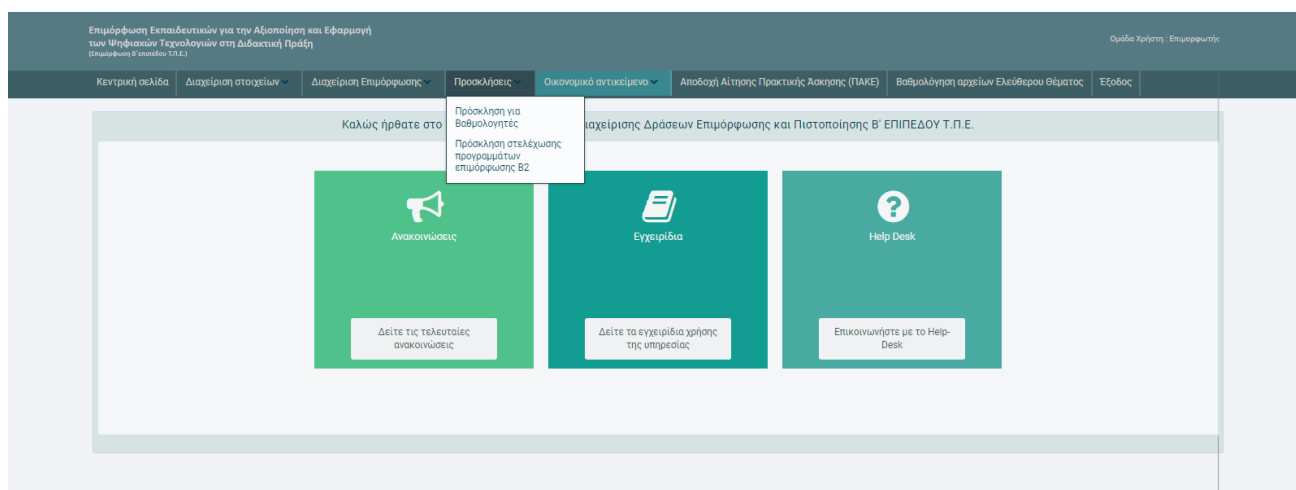 Επιμόρφωση Εκπαιδευτικών για την Αξιοποίηση και Εφαρμογή
των Ψηφιακών Τεχνολογιών στη Διδακτική Πράξη
(Επιμόρφωση Β'επιπέδου Τ.Π.Ε.)
Ομάδα Χρήστη : Επιμορφωτής
Κεντρική σελίδα Διαχείριση στοιχείων Διαχείριση Επιμόρφωσης Προσκλήσεις Οικονομικό αντικείμενο Αποδοχή Αίτησης Πρακτικής Άσκησης (ΠΑΚΕ) Βαθμολόγηση αρχείων Ελεύθερου Θέματος Έξοδος
Πρόσκληση για
Βαθμολογητές
Πρόσκληση στελέχωσης
προγραμμάτων
επιμόρφωσης Β2
Καλώς ήρθατε στο ιαχείρισης Δράσεων Επιμόρφωσης και Πιστοποίησης Β' ΕΠΙΠΕΔΟΥ Τ.Π.Ε.
Ανακοινώσεις
Δείτε τις τελευταίες
ανακοινώσεις
Εγχειρίδια
Δείτε τα εγχειρίδια χρήσης
της υπηρεσίας
Help Desk
Επικοινωνήστε με το Help-
Desk